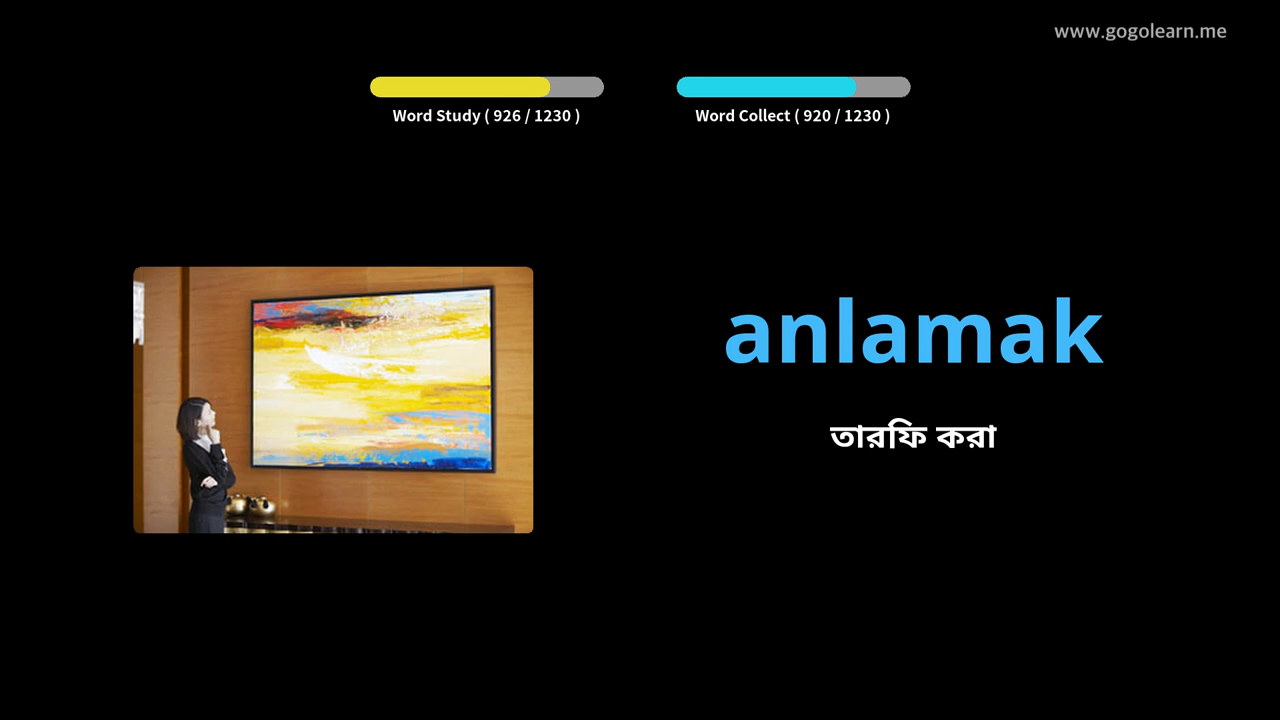 www.gogolearn.me
Word Study ( 926 / 1230 )
Word Collect ( 920 / 1230 )
anlamak
তারফি করা